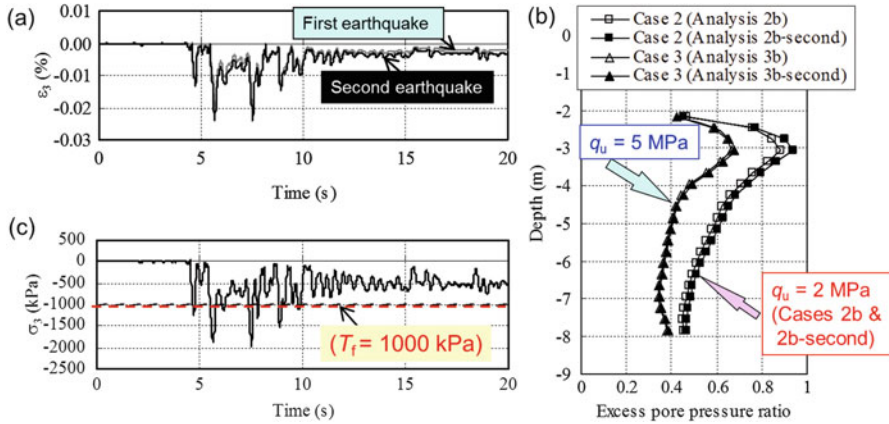 (a)
First earthquake
Second earthquake
0.00
0.01
0.00
-0.01
-0.02
-0.03
ε3 (%)
0 5 10 15 20
Time (s)
(c)
500
0
-500
-1000
-1500
-2000
-2500
σ3 (kPa)
(Tf = 1000 kPa)
0 5 10 15 20
Time (s)
(b)
Case 2 (Analysis 2b)
Case 2 (Analysis 2b-second)
Case 3 (Analysis 3b)
Case 3 (Analysis 3b-second)
0
-2
-3
-4
-5
-6
-7
-8
-9
Depth (m)
qu = 5 MPa
qu = 2 MPa
(Cases 2b &
2b-second)
0 0.2 0.4 0.6 0.8 1
Excess pore pressure ratio